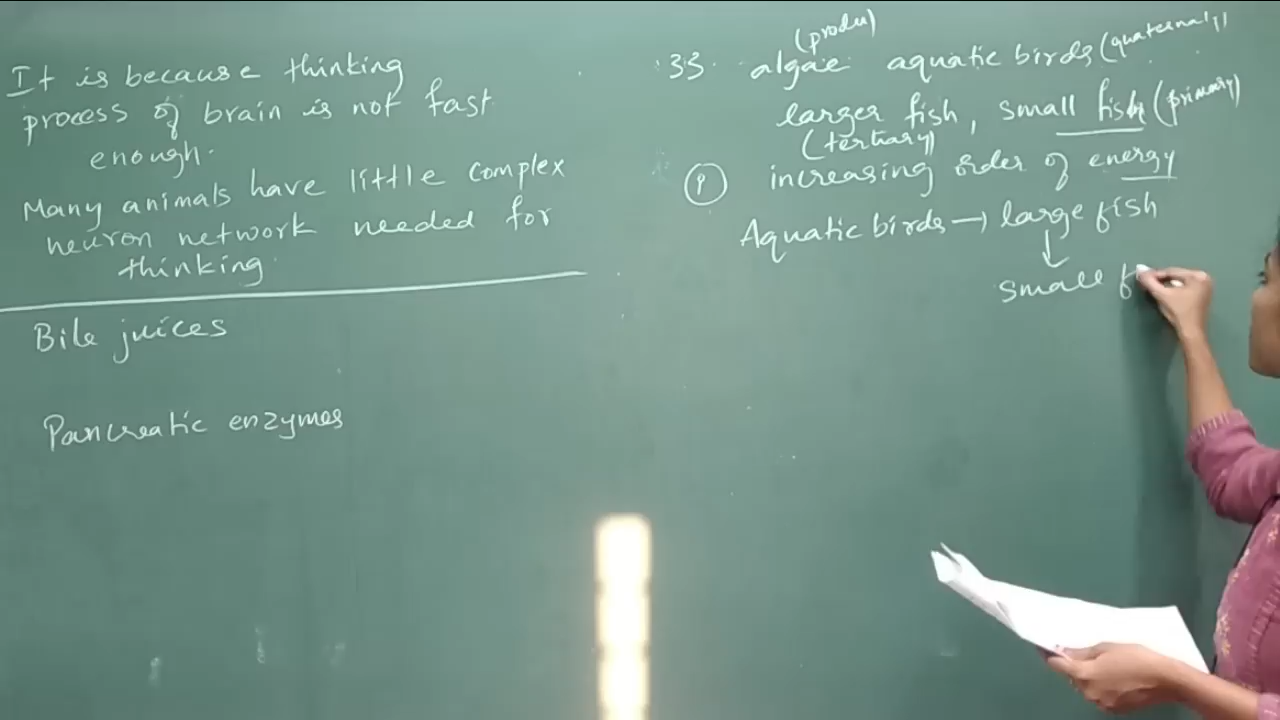 It is because thinking
process of brain is not fast
enough.
Many animals have little complex
neuron network needed for
thinking.
Bile juices
Pancreatic enzymes
(produ)
33. algae aquatic birds (quaternary)
larger fish, small fish (primary)
(tertiary)
increasing order of energy
Aquatic birds → large fish
↓
small f